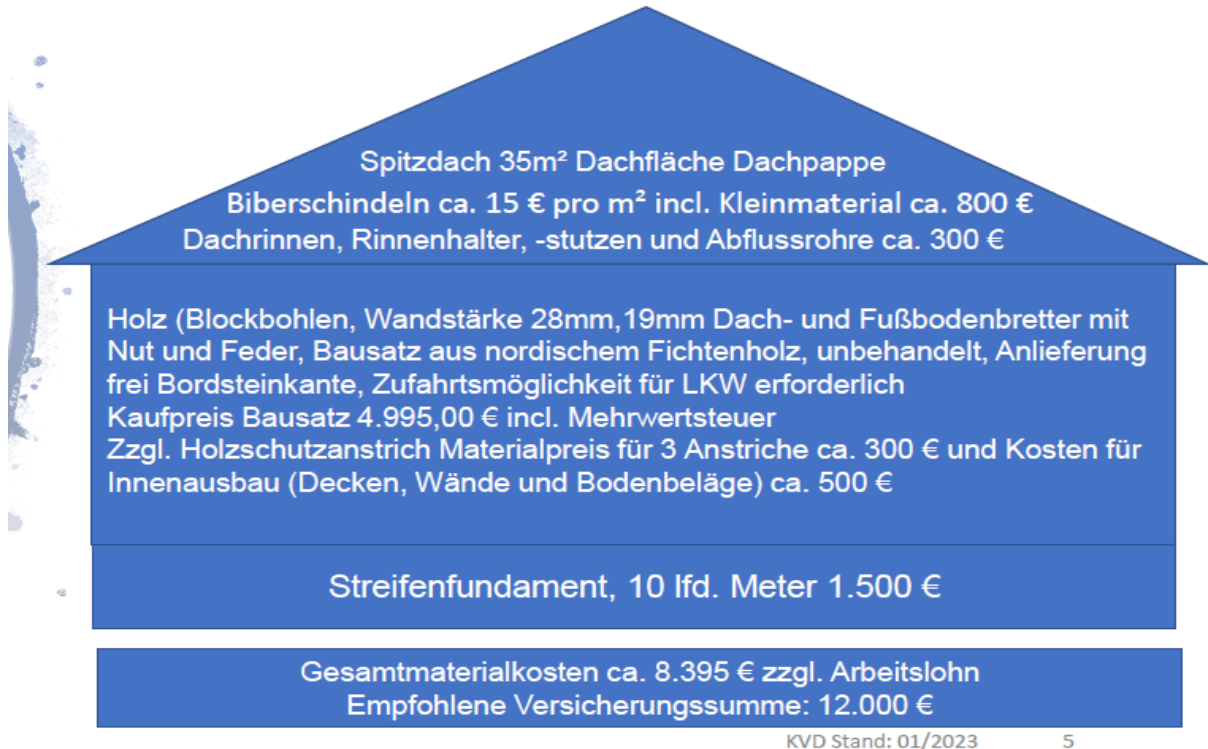 Spitzdach 35m² Dachfläche Dachpappe
Biberschindeln ca. 15 € pro m² incl. Kleinmaterial ca. 800 €
Dachrinnen, Rinnenhalter, -stutzen und Abflussrohre ca. 300 €
Holz (Blockbohlen, Wandstärke 28mm,19mm Dach- und Fußbodenbretter mit
Nut und Feder, Bausatz aus nordischem Fichtenholz, unbehandelt, Anlieferung
frei Bordsteinkante, Zufahrtsmöglichkeit für LKW erforderlich
Kaufpreis Bausatz 4.995,00 € incl. Mehrwertsteuer
Zzgl. Holzschutzanstrich Materialpreis für 3 Anstriche ca. 300 € und Kosten für
Innenausbau (Decken, Wände und Bodenbeläge) ca. 500 €
Streifenfundament, 10 lfd. Meter 1.500 €
Gesamtmaterialkosten ca. 8.395 € zzgl. Arbeitslohn
Empfohlene Versicherungssumme: 12.000 €
KVD Stand: 01/2023 5